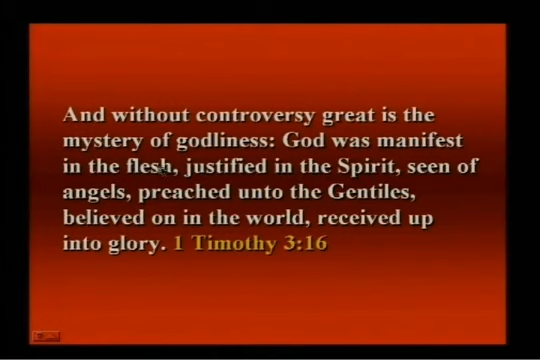 And without controversy great is the
mystery of godliness: God was manifest
in the flesh, justified in the Spirit, seen of
angels, preached unto the Gentiles,
believed on in the world, received up
into glory. 1 Timothy 3:16